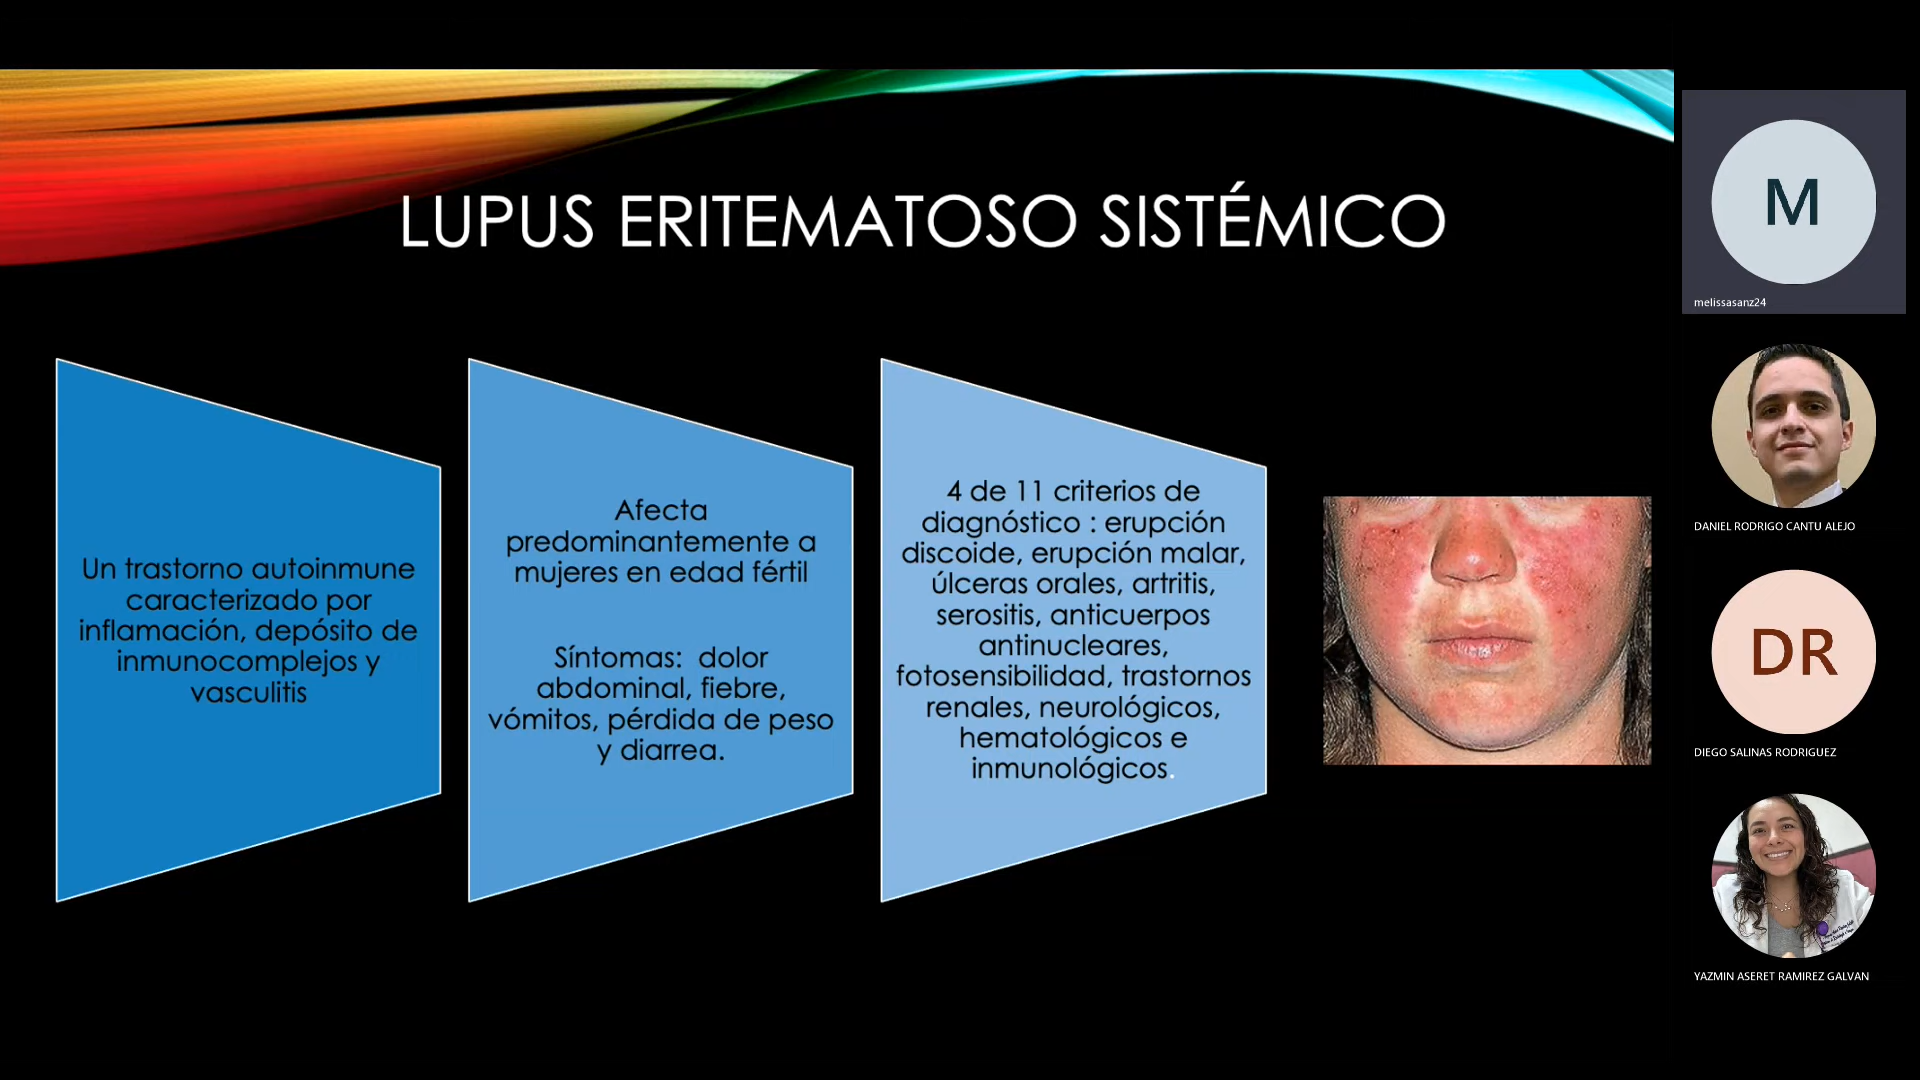 LUPUS ERITEMATOSO SISTÉMICO
Un trastorno autoinmune
caracterizado por
inflamación, depósito de
inmunocomplejos y
vasculitis
Afecta
predominantemente a
mujeres en edad fértil
Síntomas: dolor
abdominal, fiebre,
vómitos, pérdida de peso
y diarrea.
4 de 11 criterios de
diagnóstico : erupción
discoide, erupción malar,
úlceras orales, artritis,
serositis, anticuerpos
antinucleares,
fotosensibilidad, trastornos
renales, neurológicos,
hematológicos e
inmunológicos.
M
melissasanz24
DANIEL RODRIGO CANTU ALEJO
DR
DIEGO SALINAS RODRIGUEZ
YAZMIN ASERET RAMIREZ GALVAN